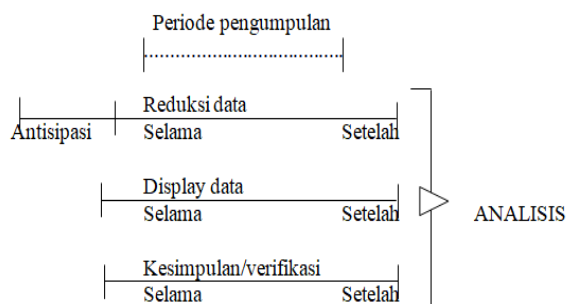 Periode pengumpulan
Reduksi data
Antisipasi Selama Setelah
Display data
Selama Setelah
ANALISIS
Kesimpulan/verifikasi
Selama Setelah